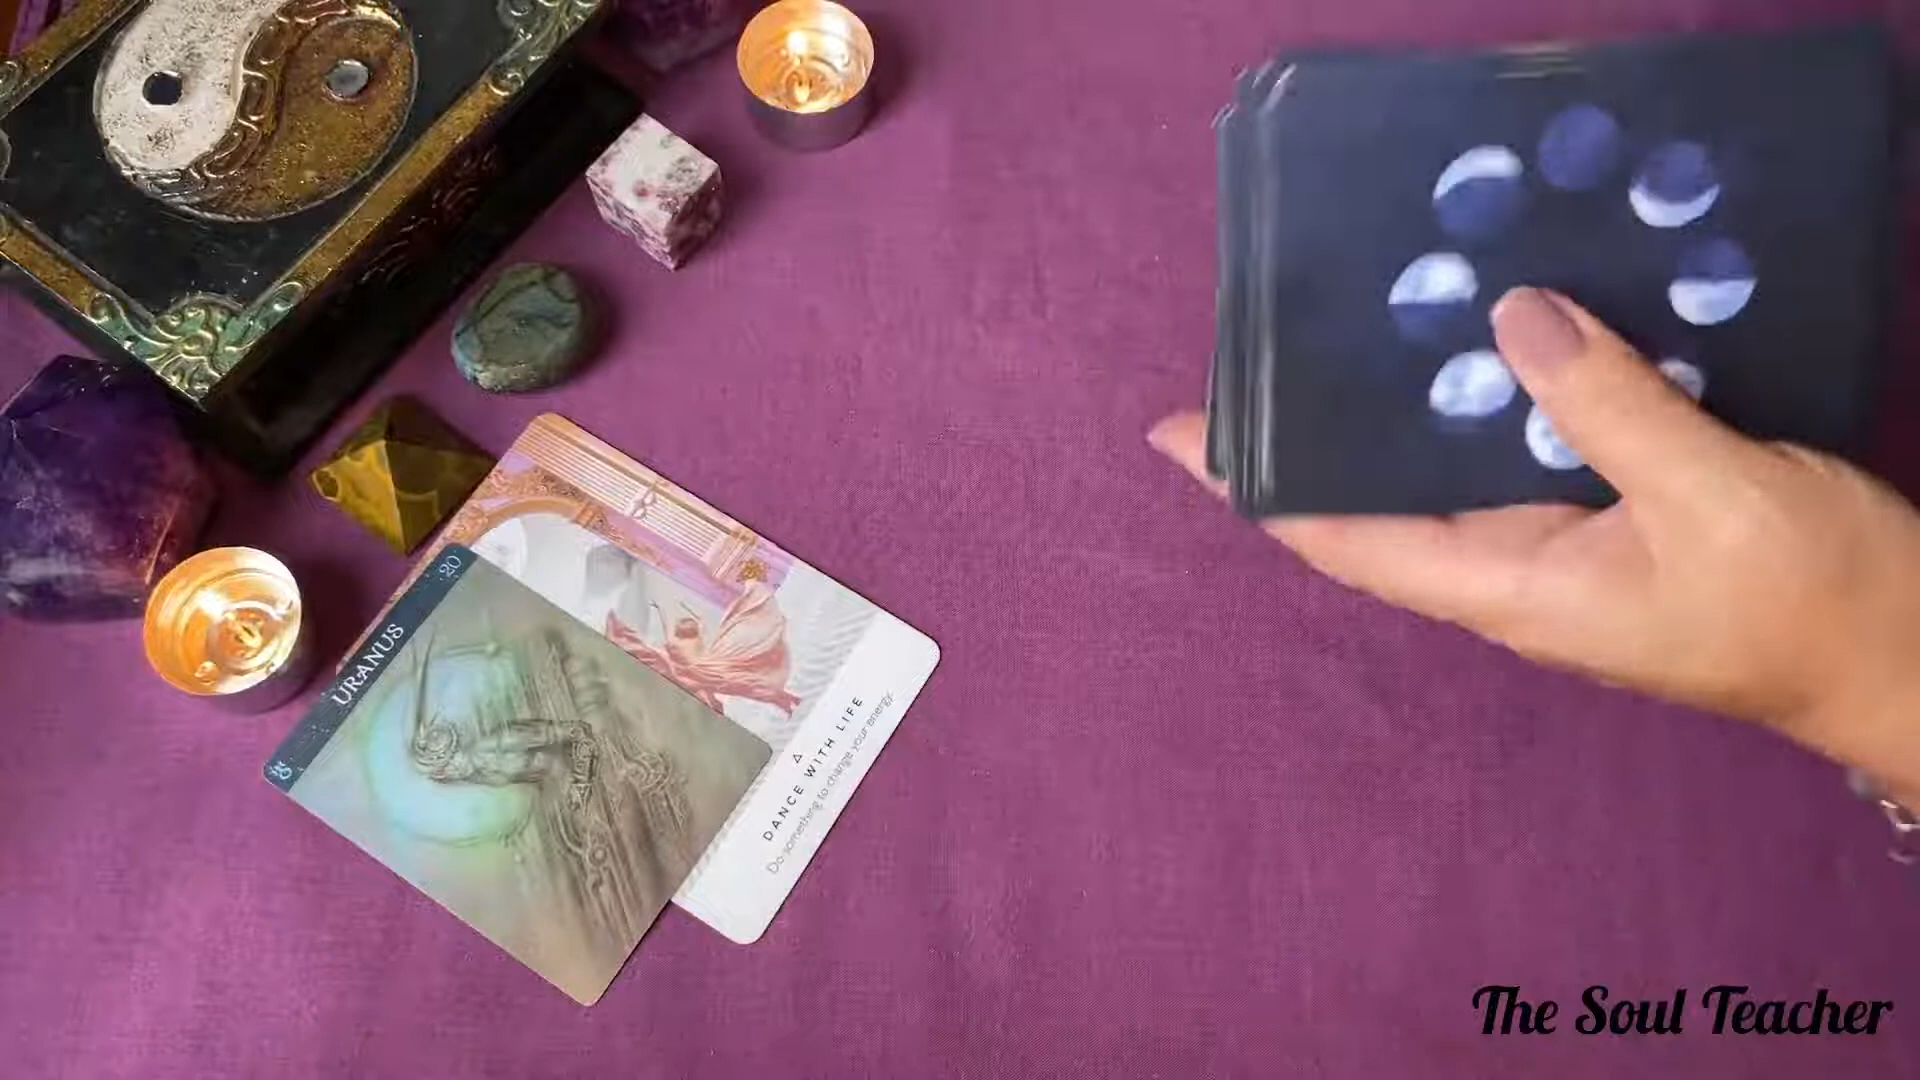 20
URANUS
DANCE WITH LIFE
Do something to change your energy.
The Soul Teacher